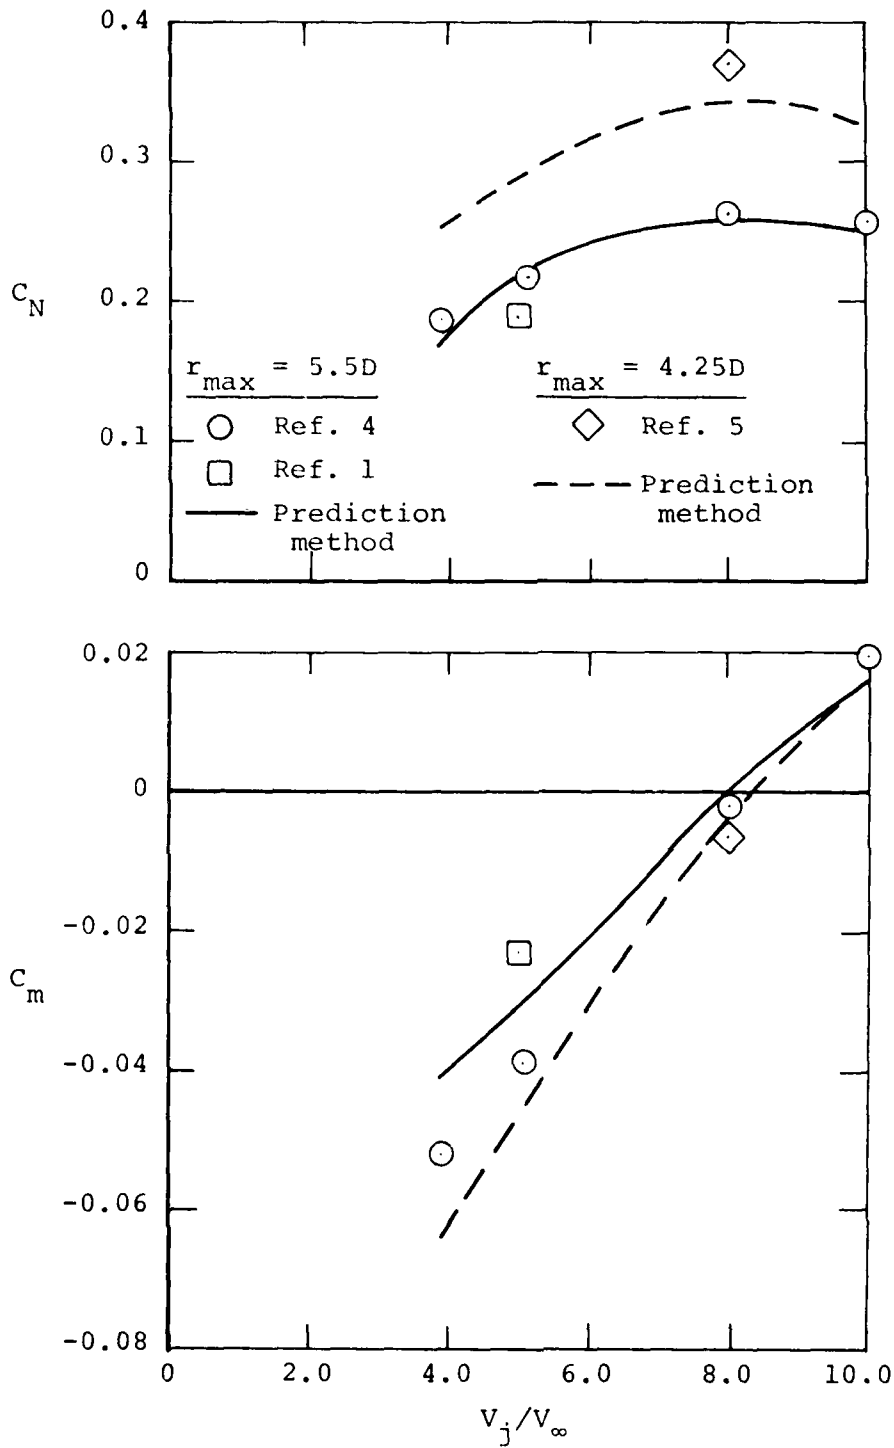 0.4
0.3
C_N
0.2
r_max = 5.5D
r_max = 4.25D
Ref. 4
Ref. 5
0.1
Ref. 1
Prediction
method
Prediction
method
0
0.02
0
-0.02
C_m
-0.04
-0.06
-0.08
0 2.0 4.0 6.0 8.0 10.0
V_j/V_∞